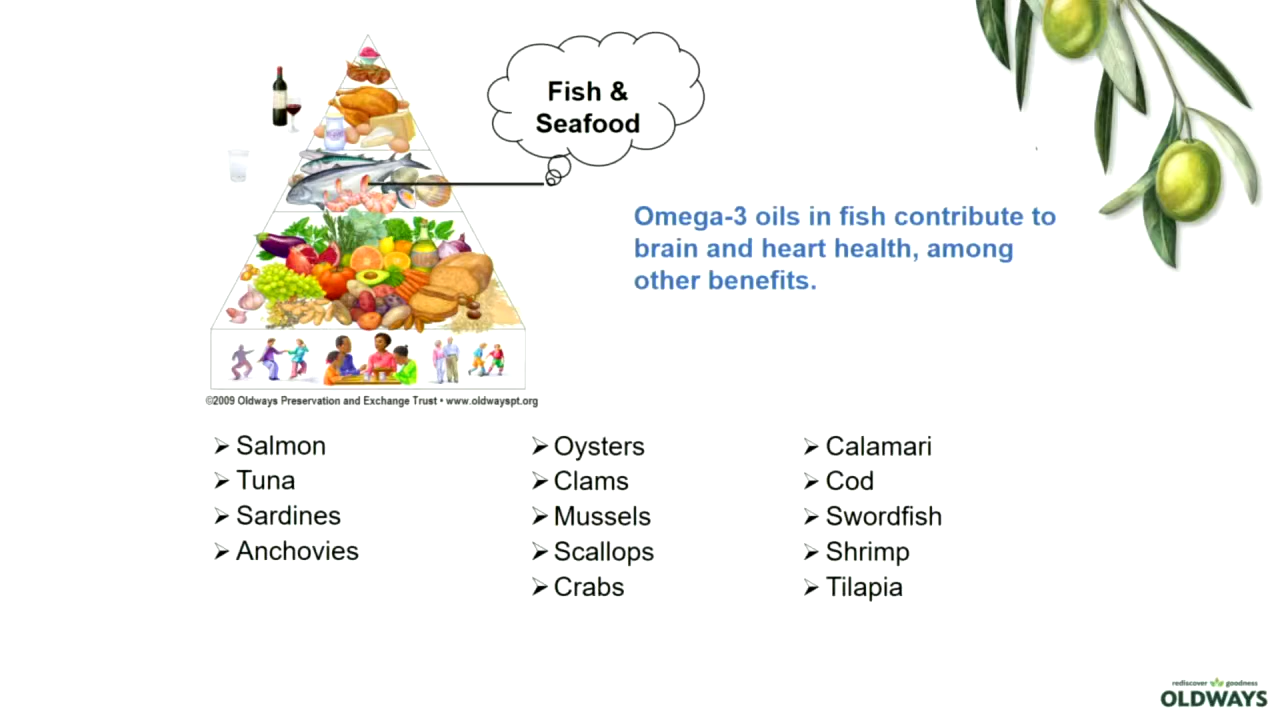 Fish &
Seafood
Omega-3 oils in fish contribute to
brain and heart health, among
other benefits.
©2009 Oldways Preservation and Exchange Trust • www.oldwayspt.org
➢ Salmon
➢ Tuna
➢ Sardines
➢ Anchovies
➢ Oysters
➢ Clams
➢ Mussels
➢ Scallops
➢ Crabs
➢ Calamari
➢ Cod
➢ Swordfish
➢ Shrimp
➢ Tilapia
rediscover goodness
OLDWAYS